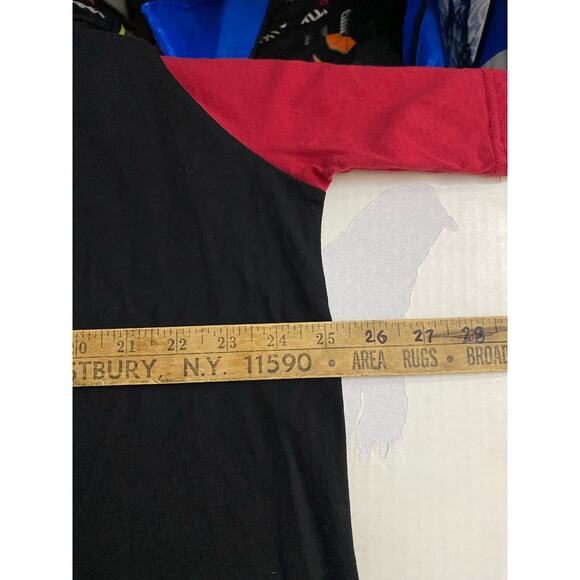 20 21 22 23 24 25 26 27 28
STBURY, N.Y. 11590 • AREA RUGS • BROAD